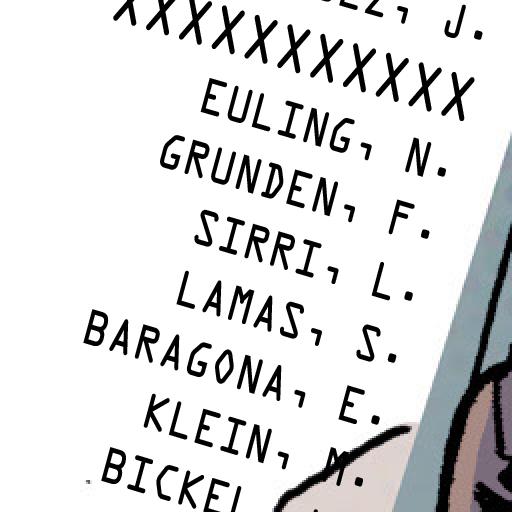 J.
XXXXXXXXXXX
EULING, N.
GRUNDEN, F.
SIRRI, L.
LAMAS, S.
BARAGONA, E.
KLEIN, M.